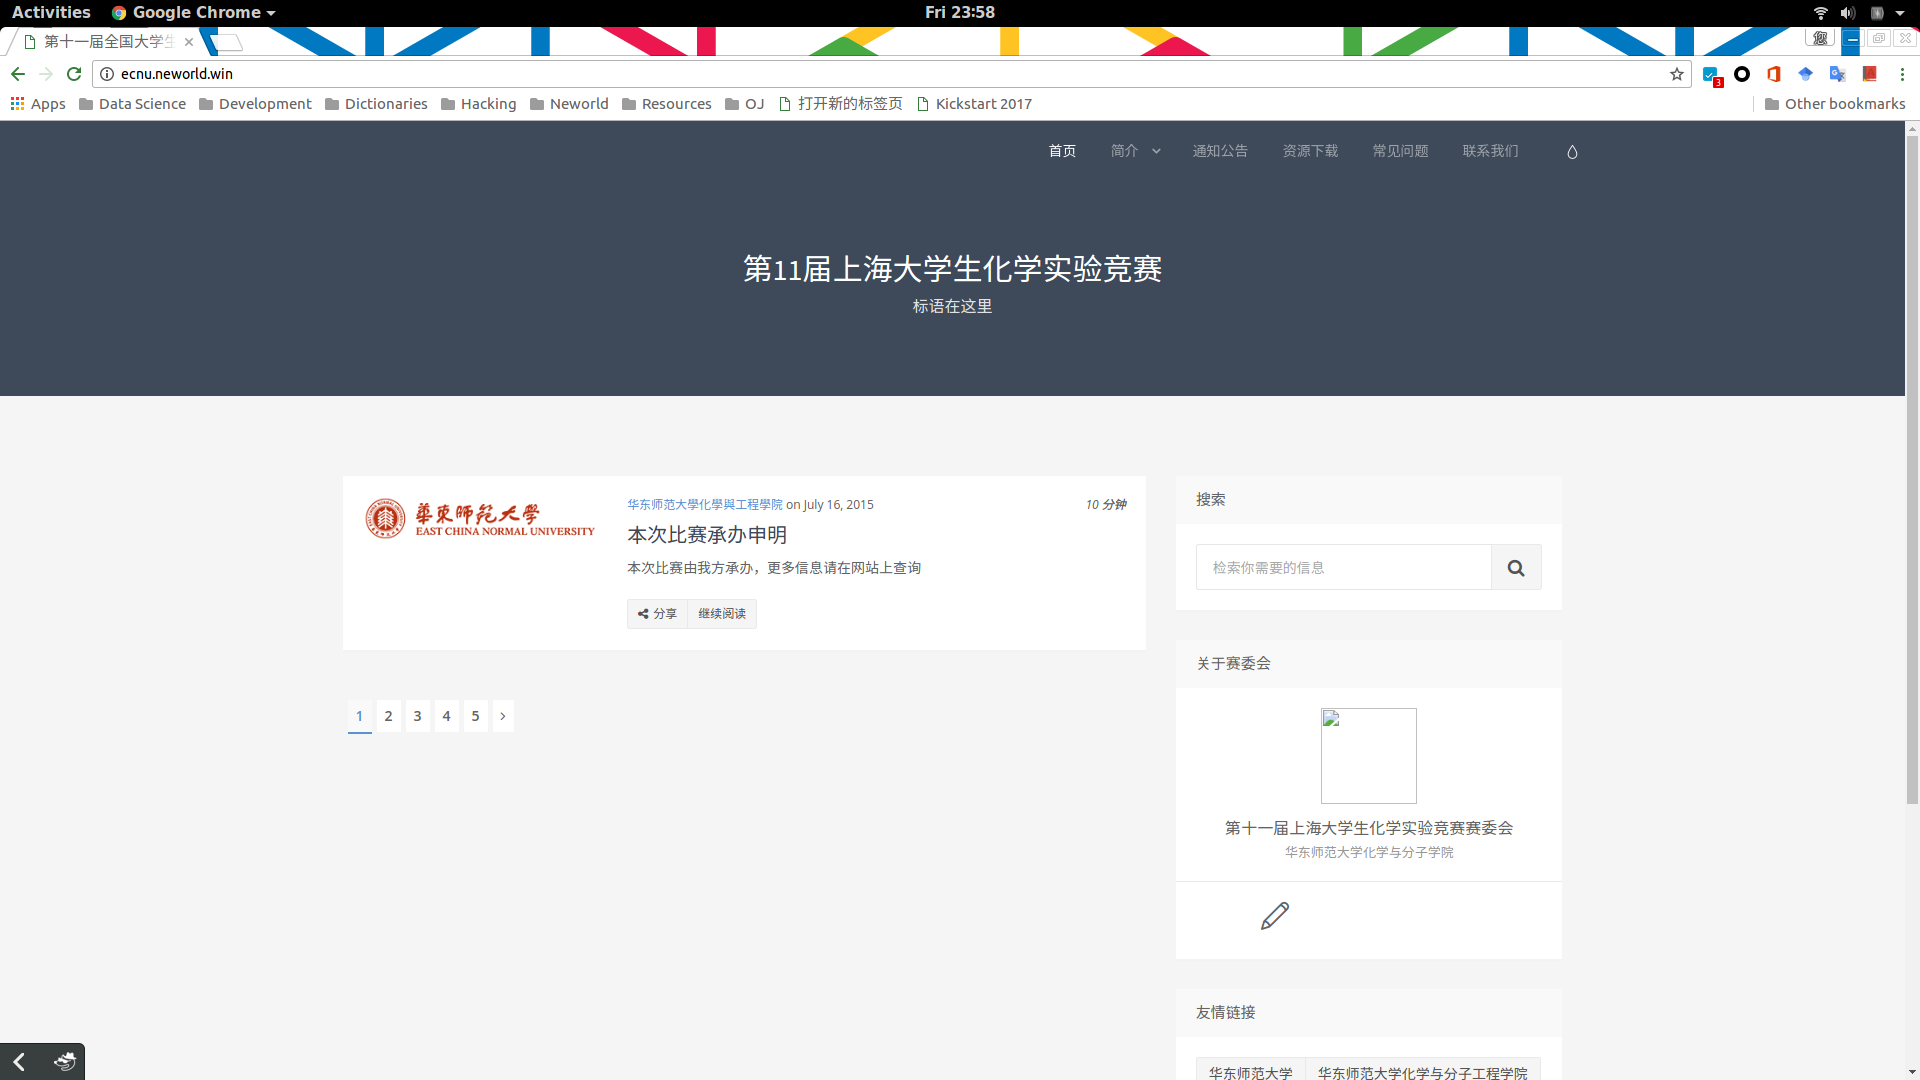 Activities Google Chrome Fri 23:58
第十一届全国大学生
您
ecnu.neworld.win
3
Apps Data Science Development Dictionaries Hacking Neworld Resources OJ 打开新的标签页 Kickstart 2017 Other bookmarks
首页 简介 通知公告 资源下载 常见问题 联系我们
第11届上海大学生化学实验竞赛
标语在这里
華東師範大學
EAST CHINA NORMAL UNIVERSITY
华东师范大學化學與工程學院 on July 16, 2015 10 分钟
本次比赛承办申明
本次比赛由我方承办，更多信息请在网站上查询
分享 继续阅读
1 2 3 4 5
搜索
检索你需要的信息
关于赛委会
第十一届上海大学生化学实验竞赛赛委会
华东师范大学化学与分子学院
友情链接
华东师范大学 华东师范大学化学与分子工程学院